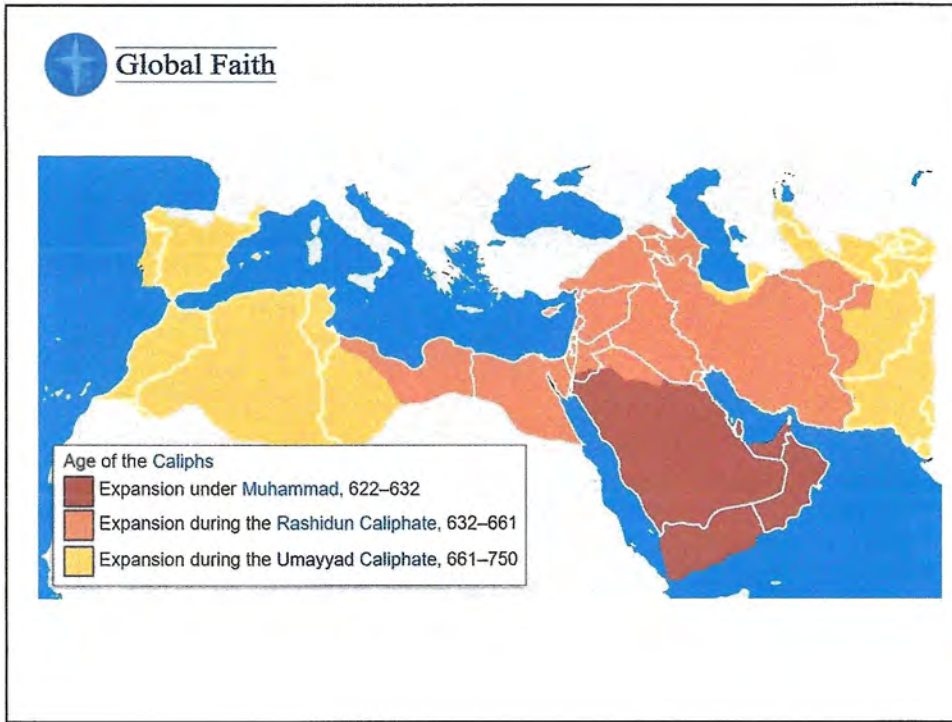 Global Faith
Age of the Caliphs
Expansion under Muhammad, 622–632
Expansion during the Rashidun Caliphate, 632–661
Expansion during the Umayyad Caliphate, 661–750